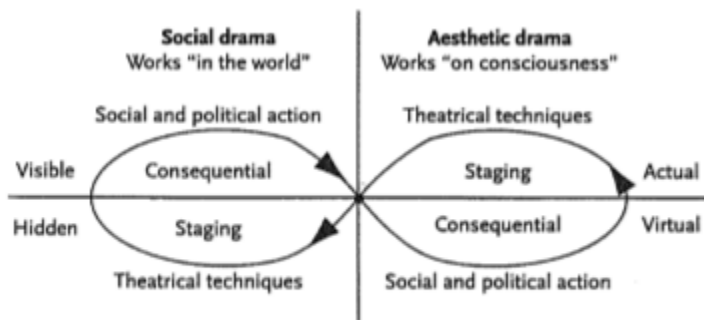 Social drama
Works "in the world"
Aesthetic drama
Works "on consciousness"
Social and political action
Theatrical techniques
Visible
Consequential
Staging
Actual
Hidden
Staging
Consequential
Virtual
Theatrical techniques
Social and political action